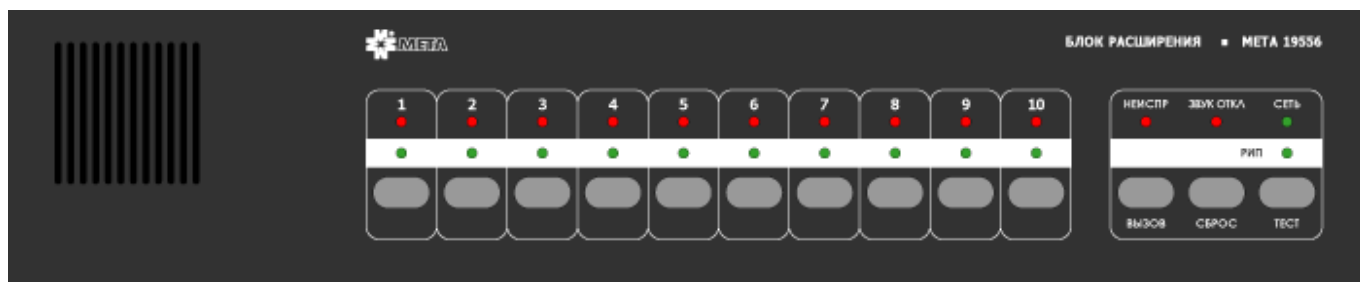 МЕТА
БЛОК РАСШИРЕНИЯ ▪ МЕТА 19556
1 2 3 4 5 6 7 8 9 10
НЕИСПР ЗВУК ОТКЛ СЕТЬ
РИП
ВЫЗОВ СБРОС ТЕСТ